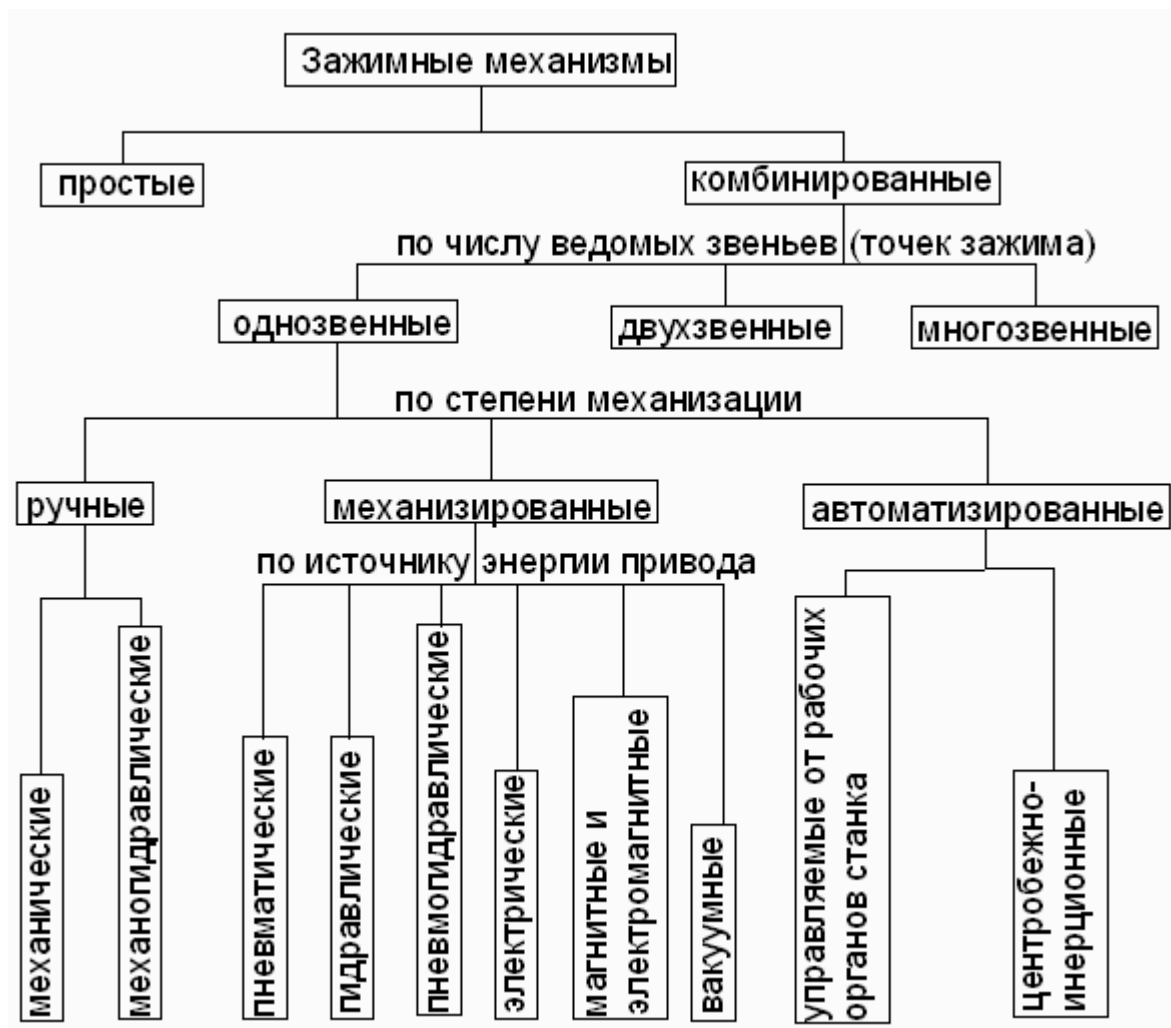 Зажимные механизмы
простые
комбинированные
по числу ведомых звеньев (точек зажима)
однозвенные
двухзвенные
многозвенные
по степени механизации
ручные
механизированные
автоматизированные
по источнику энергии привода
механические
механогидравлические
пневматические
гидравлические
пневмогидравлические
электрические
магнитные и
электромагнитные
вакуумные
управляемые от рабочих
органов станка
центробежно-
инерционные